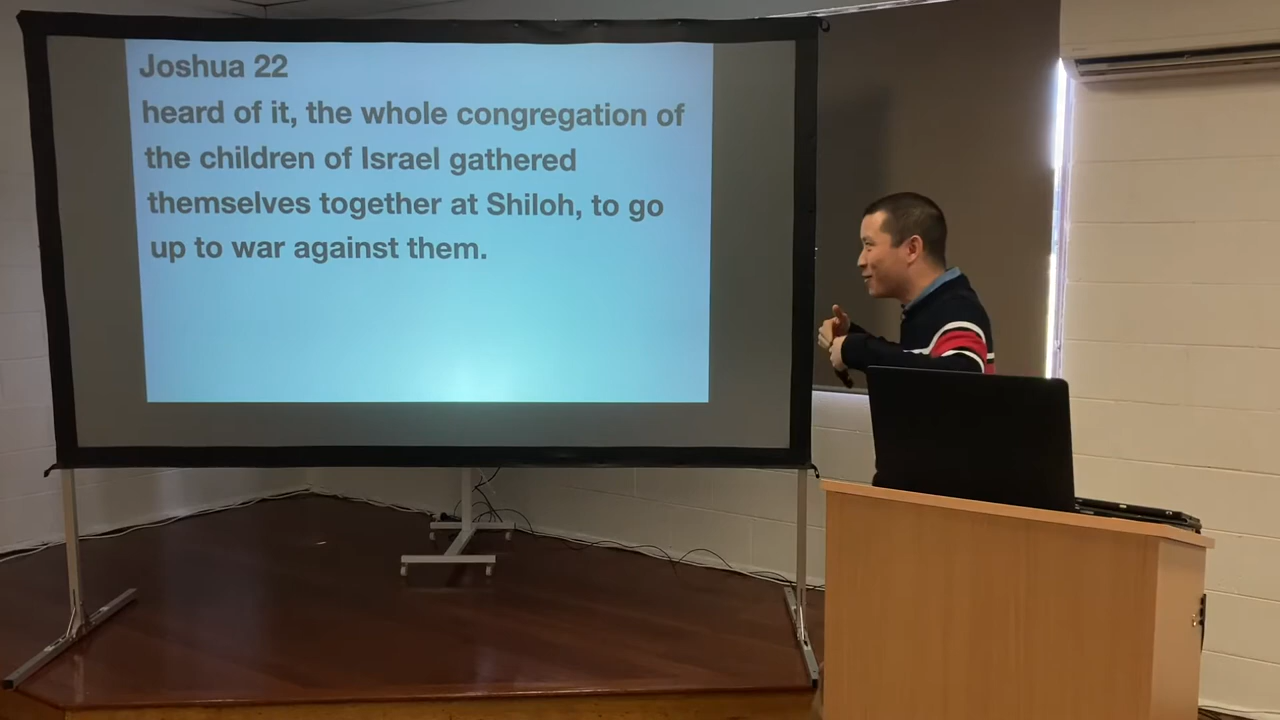 Joshua 22
heard of it, the whole congregation of
the children of Israel gathered
themselves together at Shiloh, to go
up to war against them.